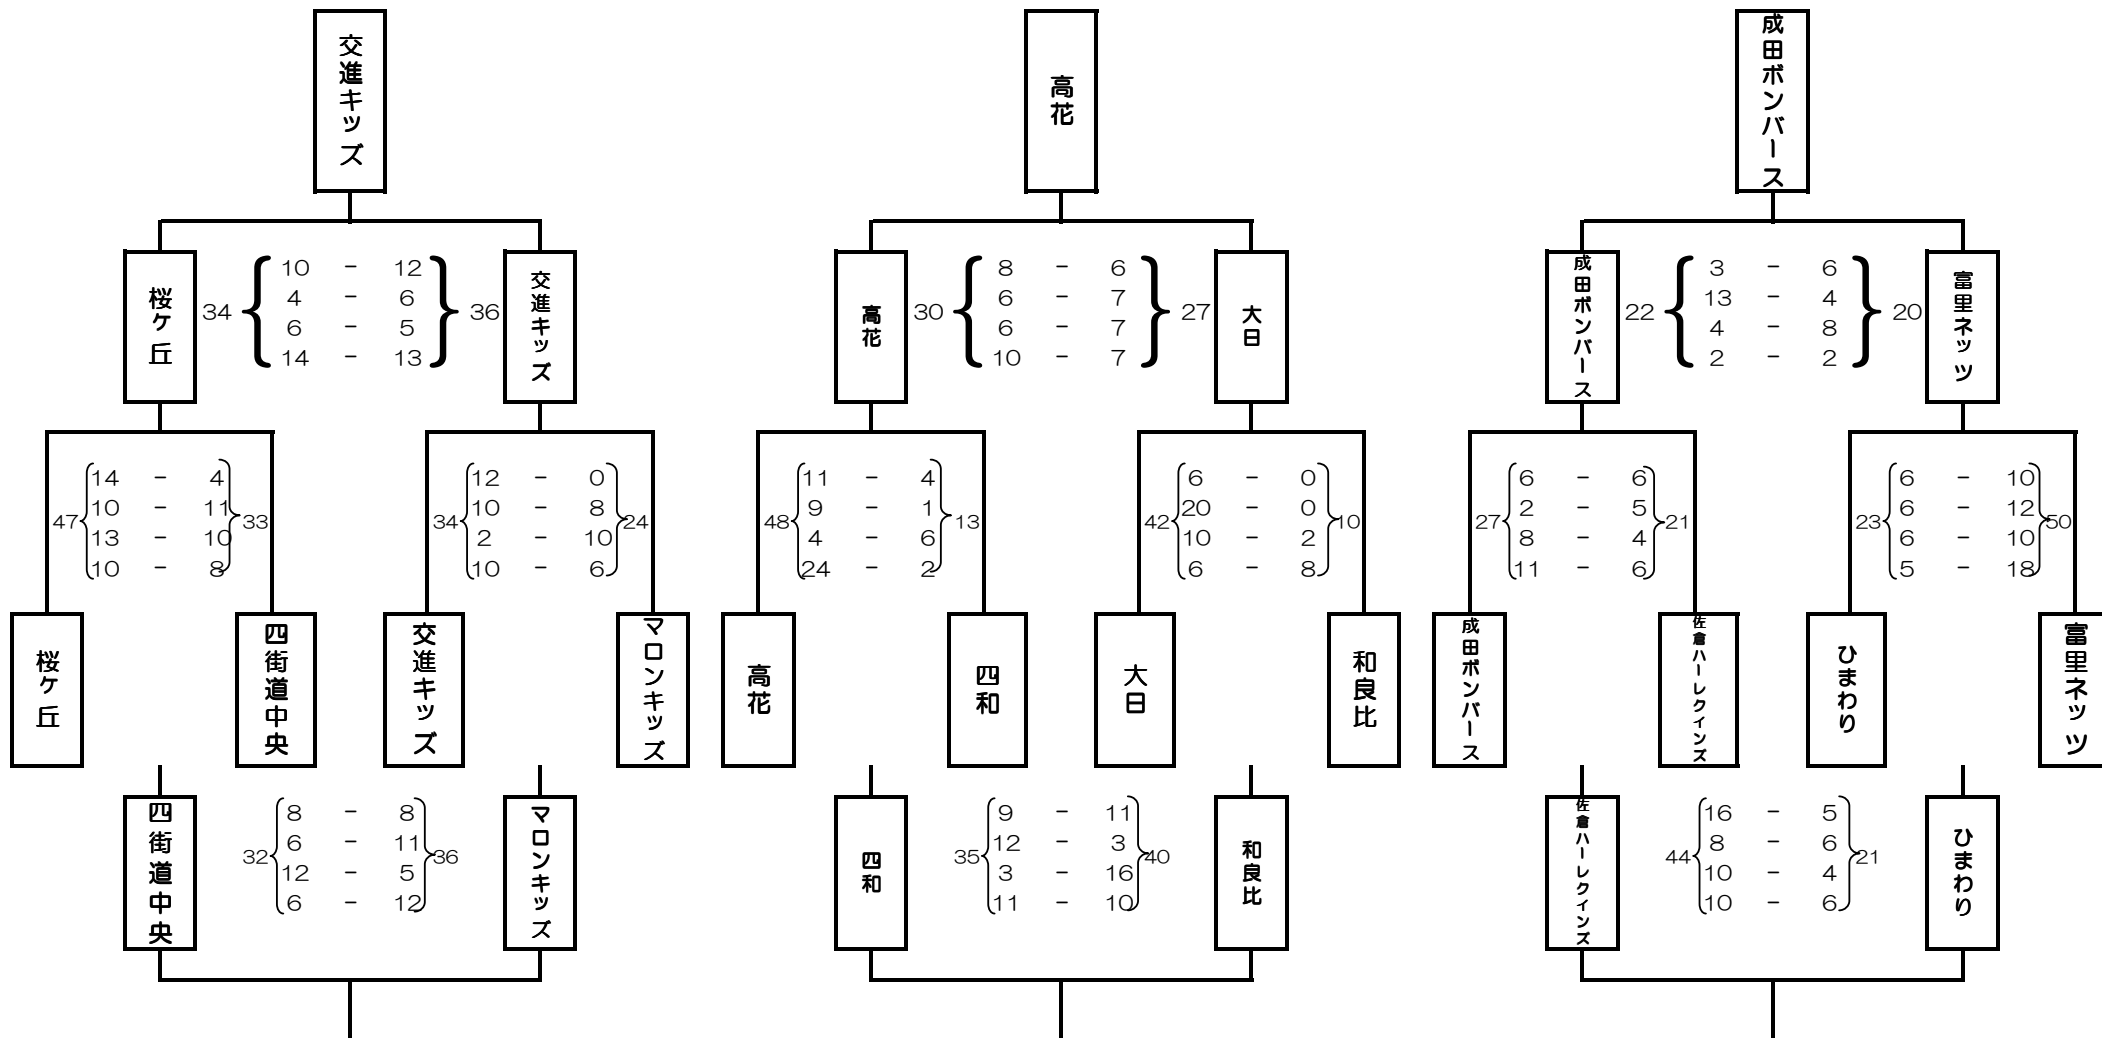 交進キッズ
高花
成田ボンバース
桜ケ丘
34
10 - 12
4 - 6
6 - 5
14 - 13
36
交進キッズ
高花
30
8 - 6
6 - 7
6 - 7
10 - 7
27
大日
成田ボンバース
22
3 - 6
13 - 4
4 - 8
2 - 2
20
富里ネッツ
47
14 - 4
10 - 11
13 - 10
10 - 8
33
34
12 - 0
10 - 8
2 - 10
10 - 6
24
48
11 - 4
9 - 1
4 - 6
24 - 2
13
42
6 - 0
20 - 0
10 - 2
6 - 8
10
27
6 - 6
2 - 5
8 - 4
11 - 6
21
23
6 - 10
6 - 12
6 - 10
5 - 18
50
桜ケ丘
四街道中央
交進キッズ
マロンキッズ
高花
四和
大日
和良比
成田ボンバース
佐倉ハーレクインズ
ひまわり
富里ネッツ
四街道中央
32
8 - 8
6 - 11
12 - 5
6 - 12
36
マロンキッズ
四和
35
9 - 11
12 - 3
3 - 16
11 - 10
40
和良比
佐倉ハーレクインズ
44
16 - 5
8 - 6
10 - 4
10 - 6
21
ひまわり